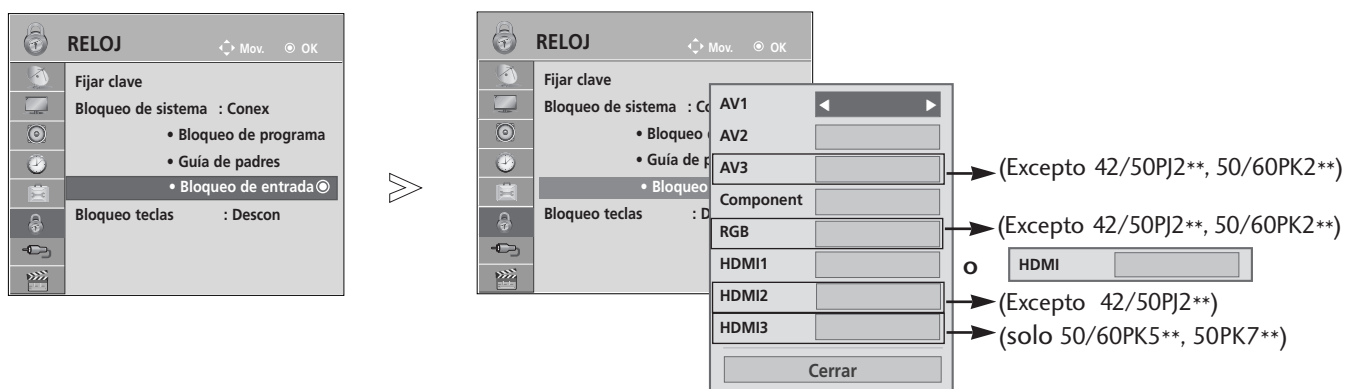 RELOJ
Mov. OK
Fijar clave
Bloqueo de sistema : Conex
• Bloqueo de programa
• Guía de padres
• Bloqueo de entrada
Bloqueo teclas : Descon
RELOJ
Mov. OK
Fijar clave
Bloqueo de sistema : Co
• Bloqueo
• Guía de p
• Bloqueo
Bloqueo teclas : D
AV1
AV2
AV3
Component
RGB
HDMI1
HDMI2
HDMI3
Cerrar
(Excepto 42/50PJ2**, 50/60PK2**)
(Excepto 42/50PJ2**, 50/60PK2**)
o HDMI
(Excepto 42/50PJ2**)
(solo 50/60PK5**, 50PK7**)